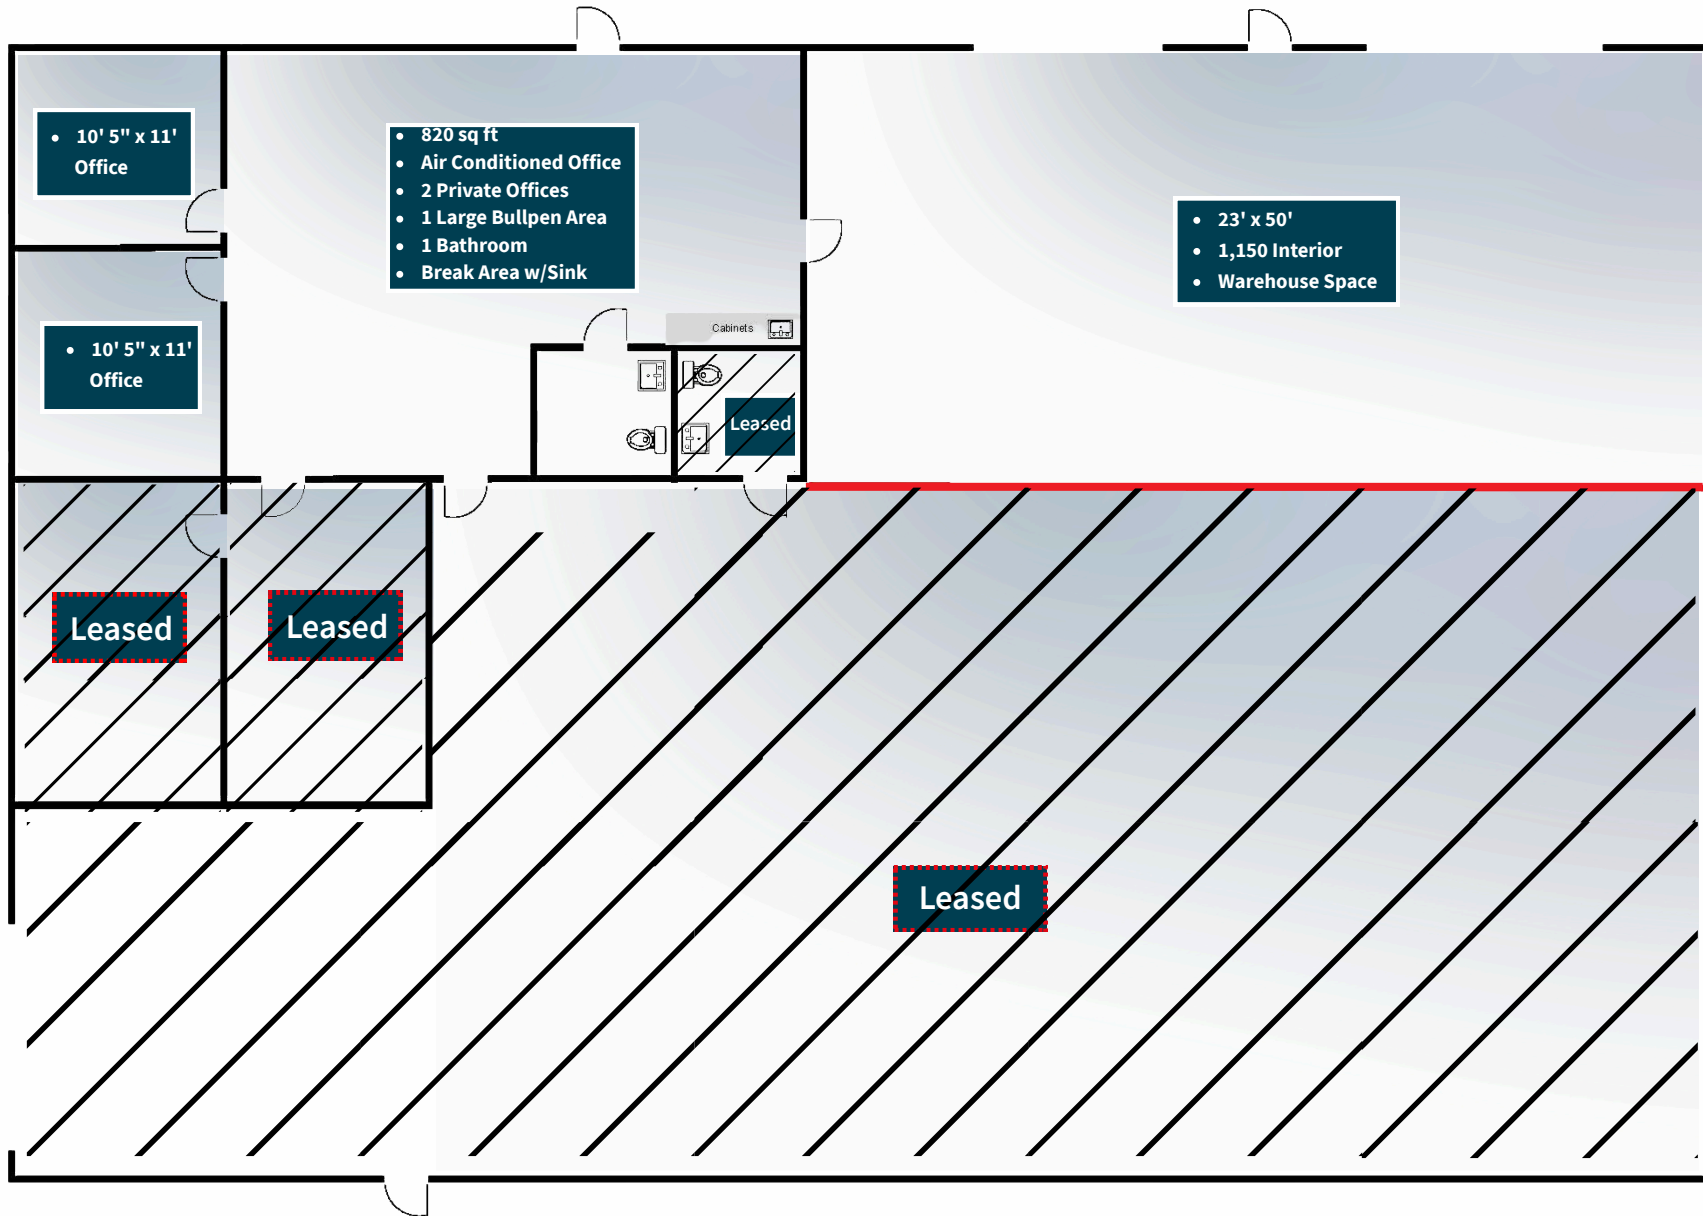 10' 5" x 11'
Office
820 sq ft
Air Conditioned Office
2 Private Offices
1 Large Bullpen Area
1 Bathroom
Break Area w/Sink
23' x 50'
1,150 Interior
Warehouse Space
10' 5" x 11'
Office
Cabinets
Leased
Leased
Leased
Leased